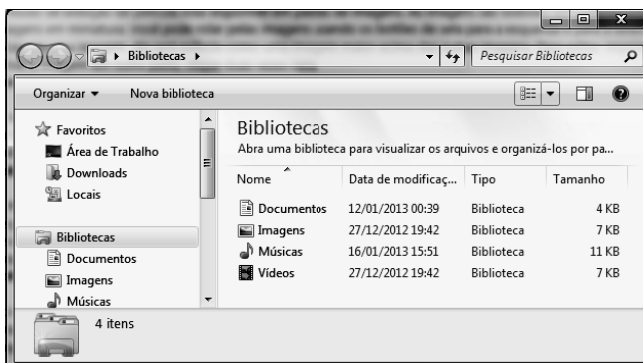 Bibliotecas
Pesquisar Bibliotecas
Organizar
Nova biblioteca
Favoritos
Área de Trabalho
Downloads
Locais
Bibliotecas
Documentos
Imagens
Músicas
Bibliotecas
Abra uma biblioteca para visualizar os arquivos e organizá-los por pa...
Nome Data de modificaç... Tipo Tamanho
Documentos 12/01/2013 00:39 Biblioteca 4 KB
Imagens 27/12/2012 19:42 Biblioteca 7 KB
Músicas 16/01/2013 15:51 Biblioteca 11 KB
Vídeos 27/12/2012 19:42 Biblioteca 7 KB
4 itens